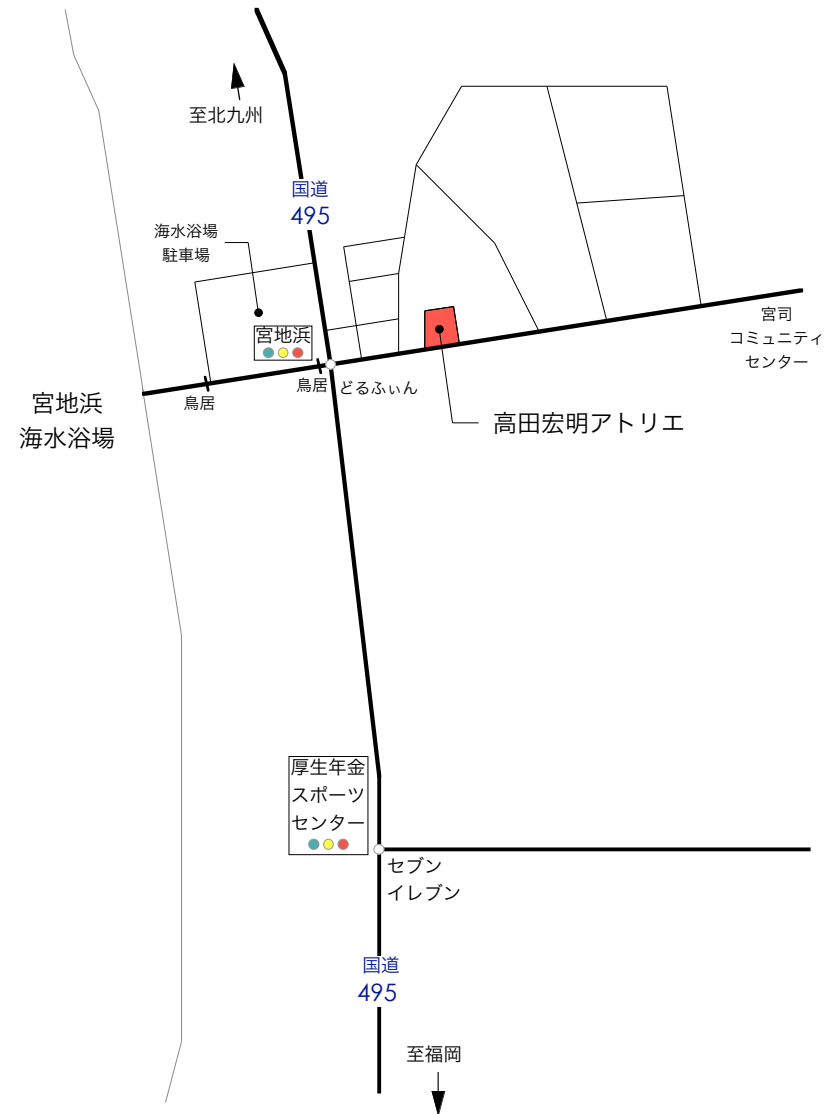 至北九州
国道
495
海水浴場
駐車場
宮地浜
宮司
コミュニティ
センター
鳥居
どるふぃん
鳥居
宮地浜
海水浴場
高田宏明アトリエ
厚生年金
スポーツ
センター
セブン
イレブン
国道
495
至福岡